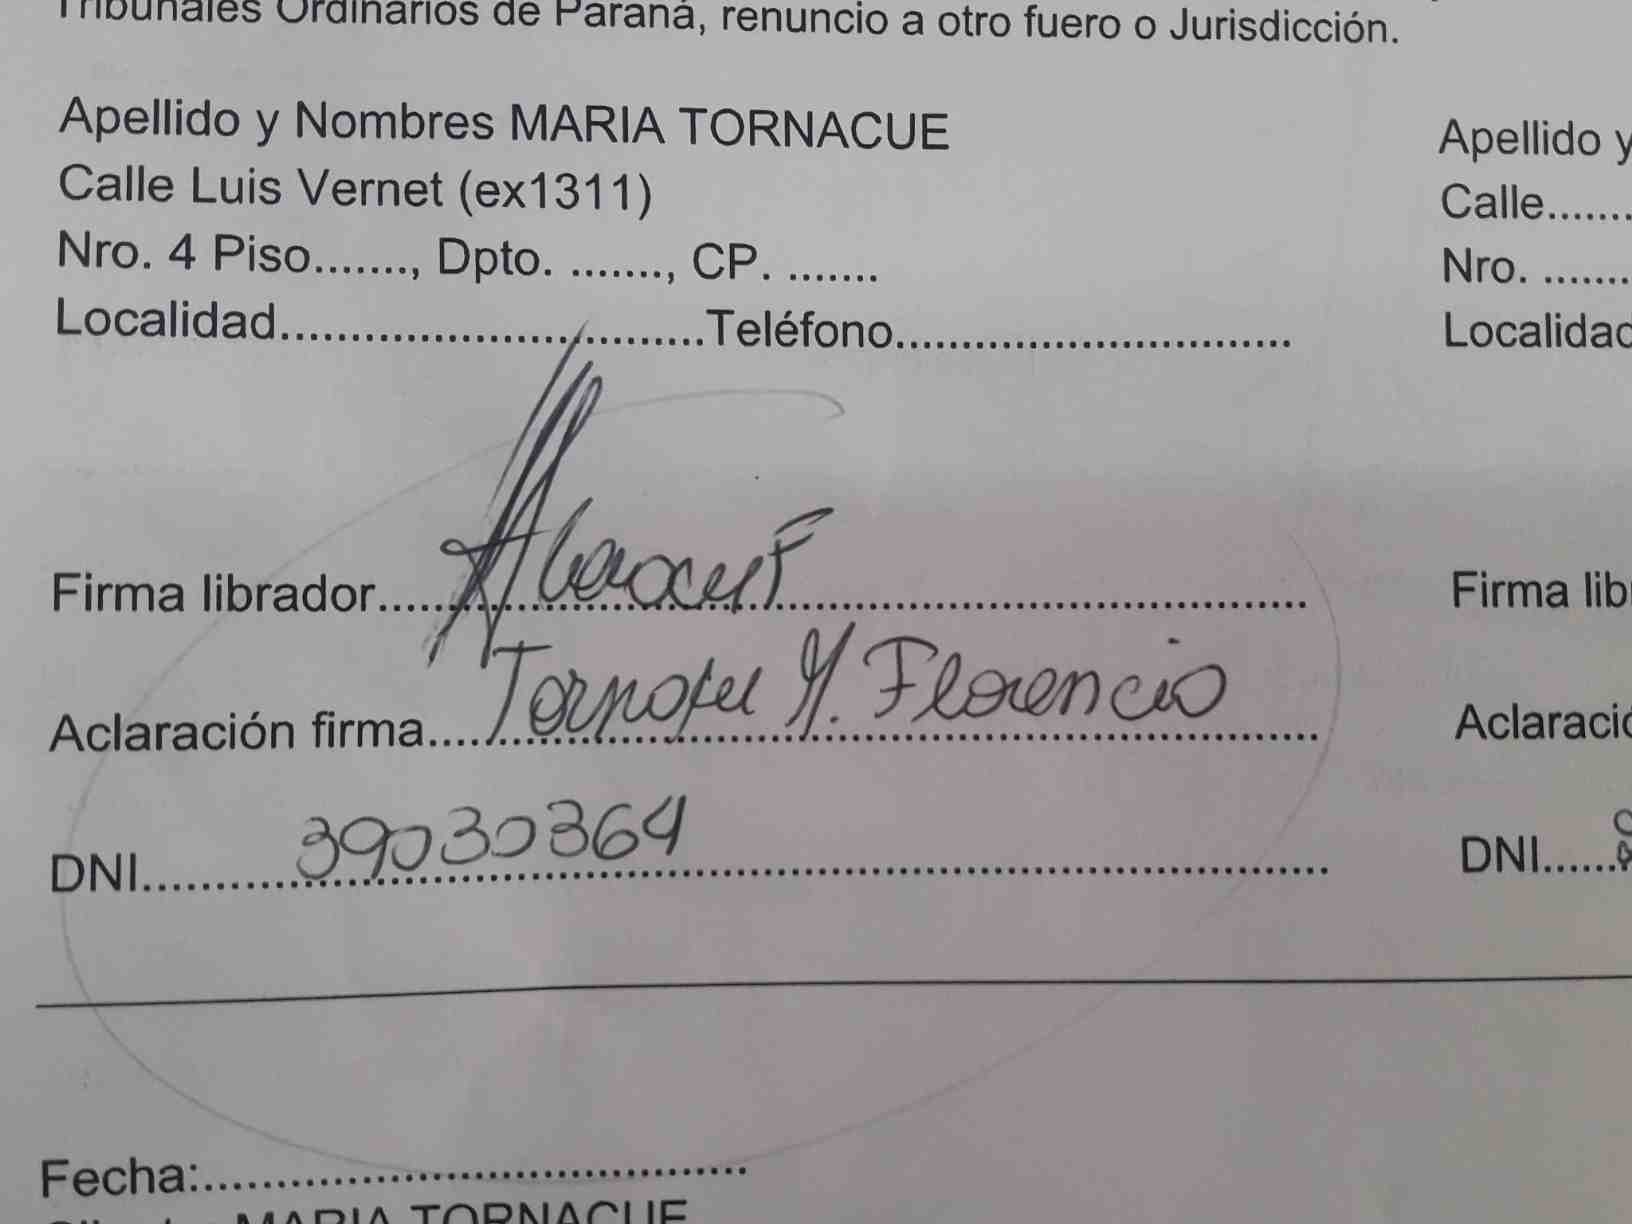 Tribunales Ordinarios de Paraná, renuncio a otro fuero o Jurisdicción.
Apellido y Nombres MARIA TORNACUE
Calle Luis Vernet (ex1311)
Nro. 4 Piso......., Dpto. ......., CP. .......
Localidad................................Teléfono..............................
Firma librador
Aclaración firma.... M. Florencia
DNI.......... 39030364
Apellido y
Calle.......
Nro. .......
Localidad
Firma lib
Aclaració
DNI......
Fecha:.......................................
MARIA TORNACUE